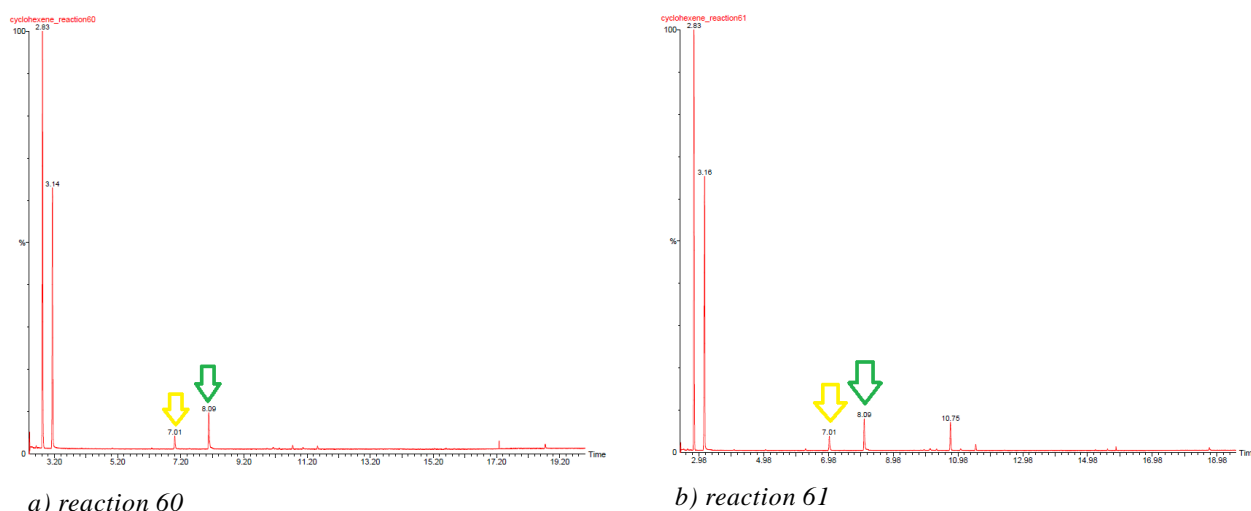 cyclohexene_reaction60
2.83
100
3.14
%
8.09
7.01
0
3.20 5.20 7.20 9.20 11.20 13.20 15.20 17.20 19.20 Time
a) reaction 60
cyclohexene_reaction61
2.83
100
3.16
%
8.09
10.75
7.01
0
2.98 4.98 6.98 8.98 10.98 12.98 14.98 16.98 18.98 Time
b) reaction 61